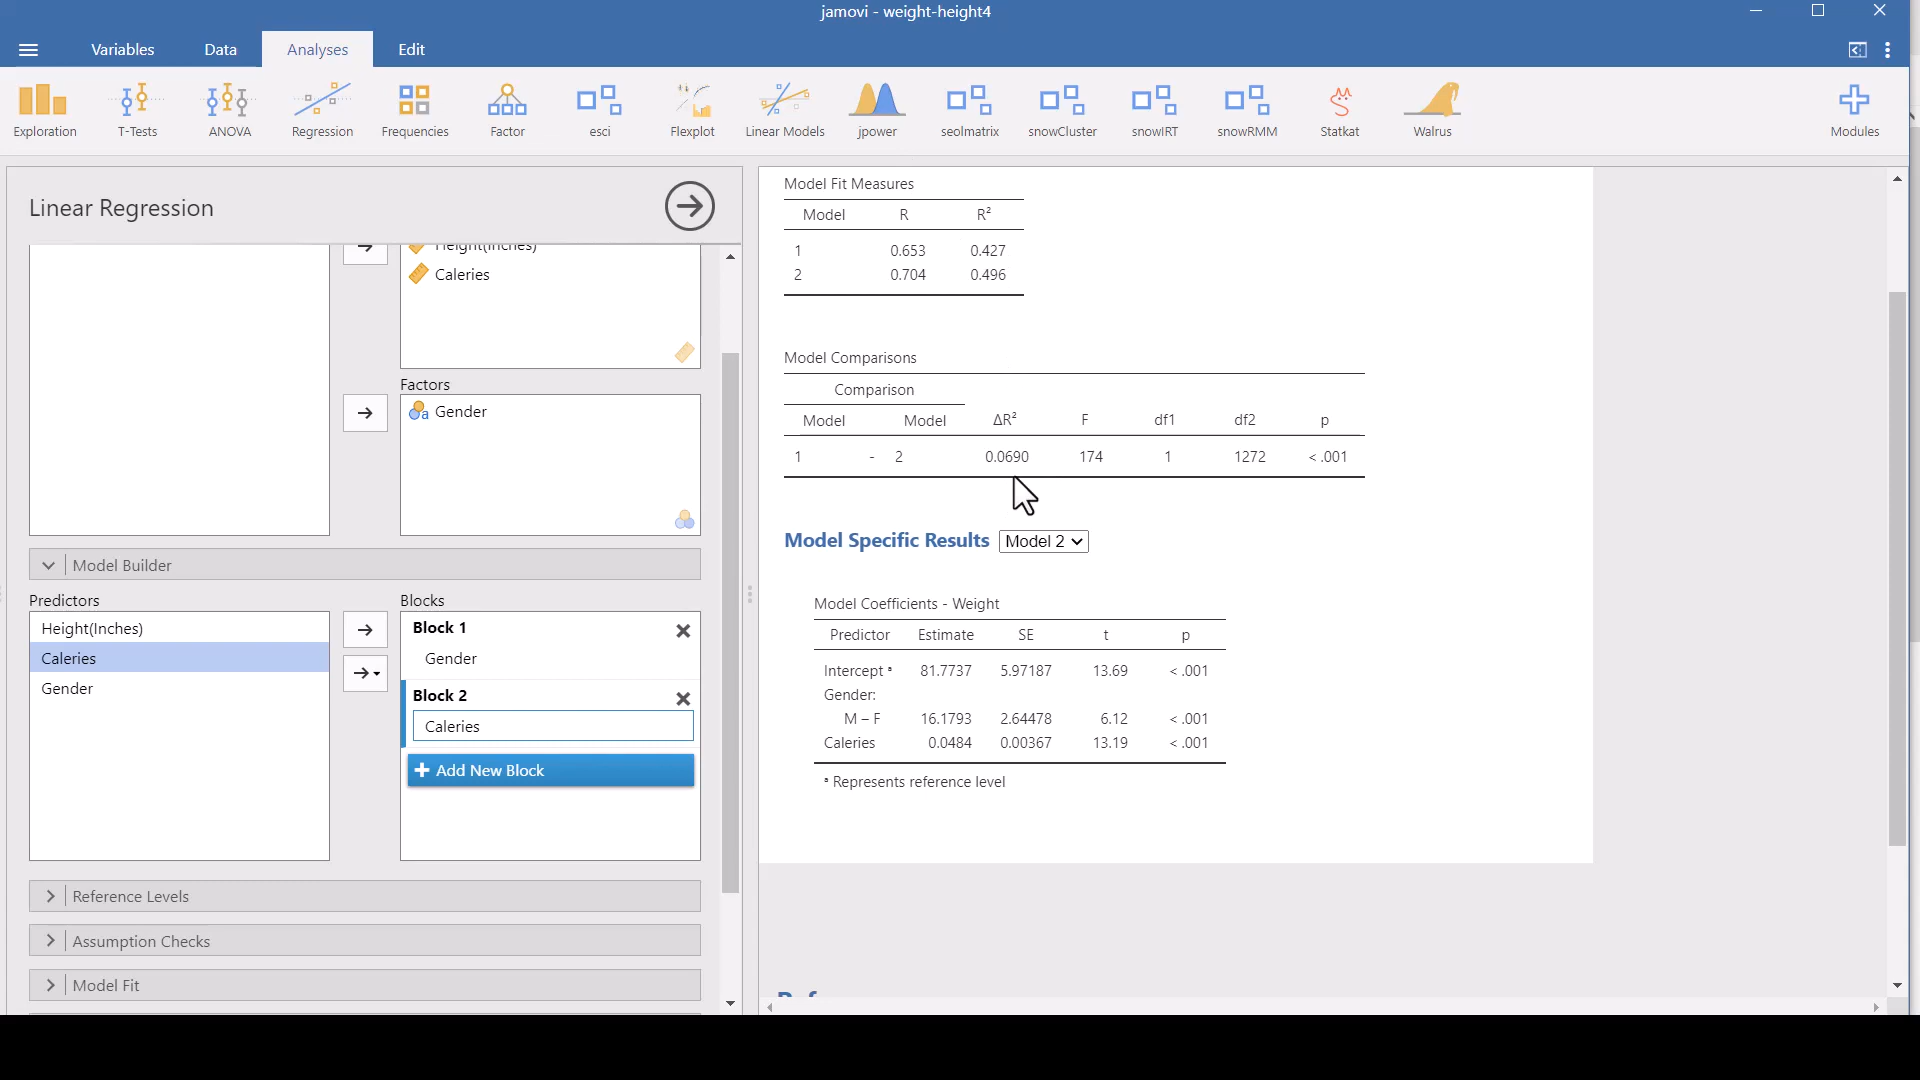 jamovi - weight-height4
Variables Data Analyses Edit
Exploration T-Tests ANOVA Regression Frequencies Factor esci Flexplot Linear Models jpower seolmatrix snowCluster snowIRT snowRMM Statkat Walrus Modules
Linear Regression
Height(Inches)
Caleries
Factors
Gender
Model Builder
Predictors
Height(Inches)
Caleries
Gender
Blocks
Block 1
Gender
Block 2
Caleries
Add New Block
Reference Levels
Assumption Checks
Model Fit
Model Fit Measures
Model R R²
1 0.653 0.427
2 0.704 0.496
Model Comparisons
Comparison
Model Model ΔR² F df1 df2 p
1 - 2 0.0690 174 1 1272 < .001
Model Specific Results Model 2
Model Coefficients - Weight
Predictor Estimate SE t p
Intercept ᵃ 81.7737 5.97187 13.69 < .001
Gender:
M – F 16.1793 2.64478 6.12 < .001
Caleries 0.0484 0.00367 13.19 < .001
ᵃ Represents reference level